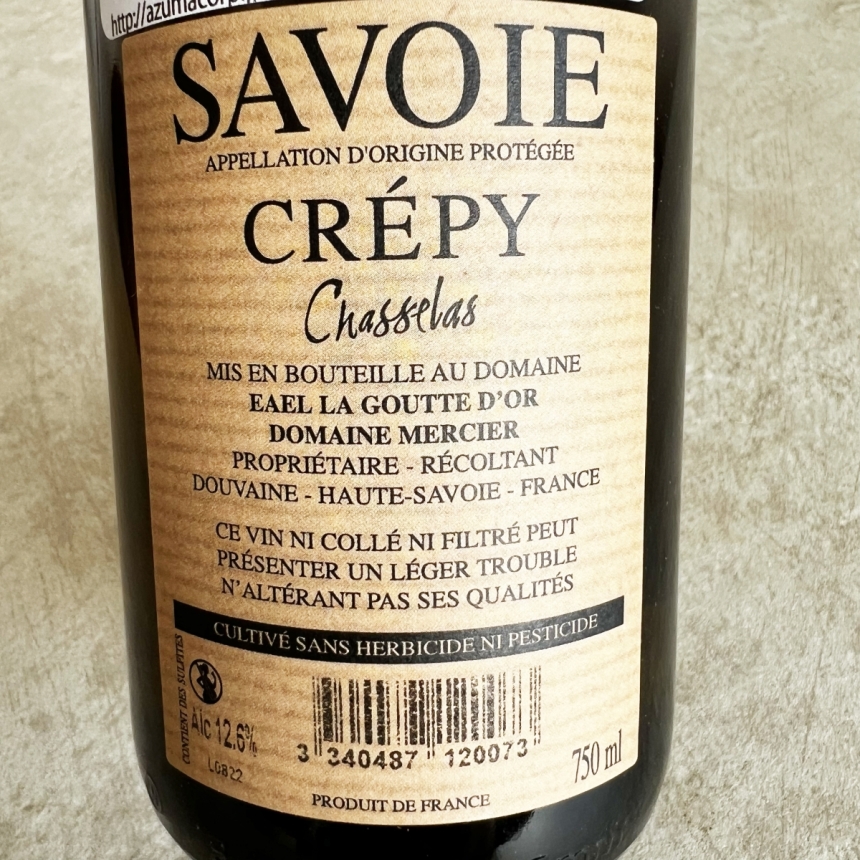 http://azumacorp
SAVOIE
APPELLATION D'ORIGINE PROTÉGÉE
CRÉPY
Chasselas
MIS EN BOUTEILLE AU DOMAINE
EAEL LA GOUTTE D'OR
DOMAINE MERCIER
PROPRIÉTAIRE - RÉCOLTANT
DOUVAINE - HAUTE-SAVOIE - FRANCE
CE VIN NI COLLÉ NI FILTRÉ PEUT
PRÉSENTER UN LÉGER TROUBLE
N'ALTÉRANT PAS SES QUALITÉS
CULTIVÉ SANS HERBICIDE NI PESTICIDE
CONTIENT DES SULFITES
Alc 12.6%
L0822
3 340487 120073
750 ml
PRODUIT DE FRANCE